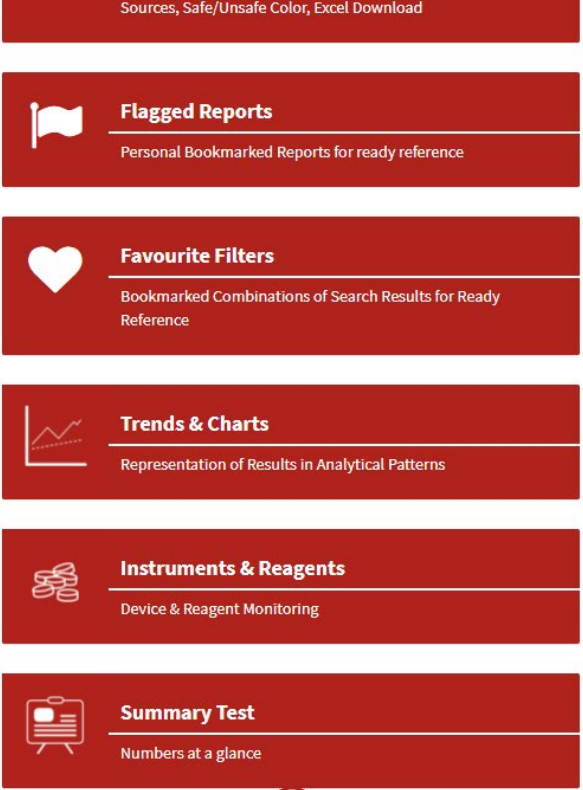 Sources, Safe/Unsafe Color, Excel Download
Flagged Reports
Personal Bookmarked Reports for ready reference
Favourite Filters
Bookmarked Combinations of Search Results for Ready
Reference
Trends & Charts
Representation of Results in Analytical Patterns
Instruments & Reagents
Device & Reagent Monitoring
Summary Test
Numbers at a glance